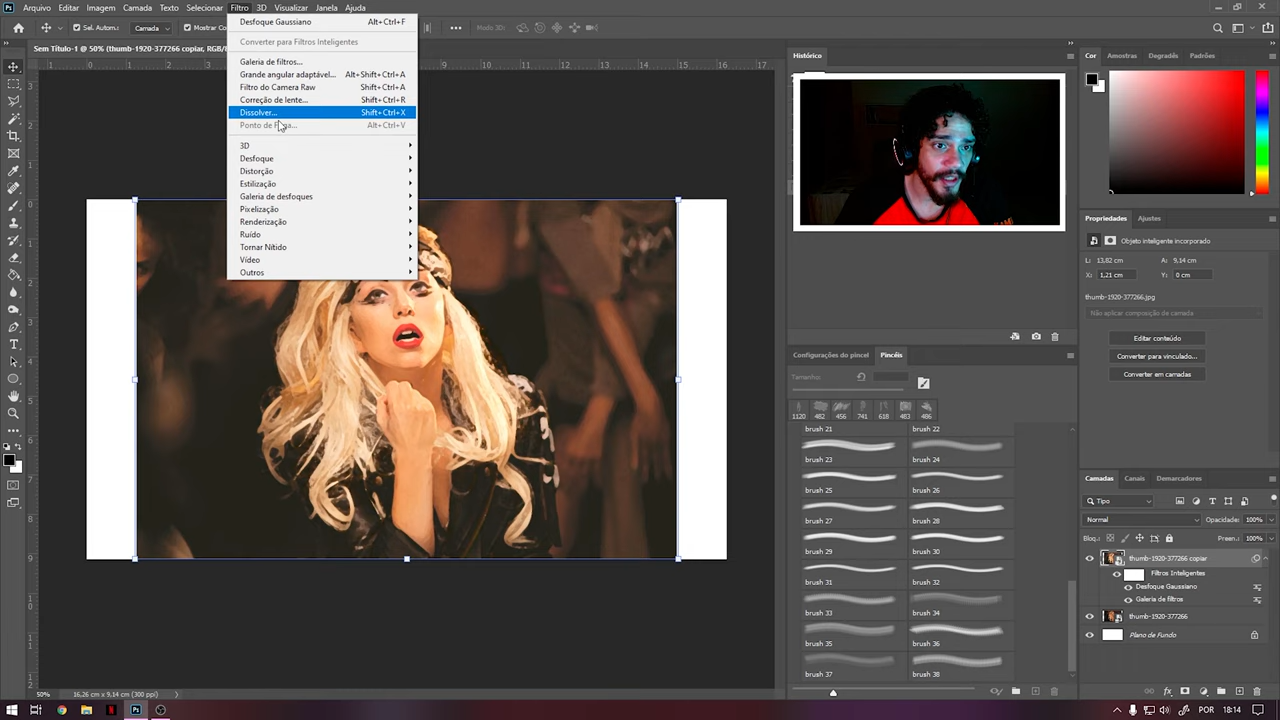 Arquivo Editar Imagem Camada Texto Selecionar Filtro 3D Visualizar Janela Ajuda
Sel. Autom.: Camada Mostrar Co Modo 3D:
Sem Título-1 @ 50% (thumb-1920-377266 copiar, RGB/
Desfoque Gaussiano Alt+Ctrl+F
Converter para Filtros Inteligentes
Galeria de filtros...
Grande angular adaptável... Alt+Shift+Ctrl+A
Filtro do Camera Raw Shift+Ctrl+A
Correção de lente... Shift+Ctrl+R
Dissolver... Shift+Ctrl+X
Ponto de Fuga... Alt+Ctrl+V
3D
Desfoque
Distorção
Estilização
Galeria de desfoques
Pixelização
Renderização
Ruído
Tornar Nítido
Vídeo
Outros
Histórico
Configurações do pincel Pincéis
Tamanho:
1120 482 456 741 618 483 486
brush 21 brush 22
brush 23 brush 24
brush 25 brush 26
brush 27 brush 28
brush 29 brush 30
brush 31 brush 32
brush 33 brush 34
brush 35 brush 36
brush 37 brush 38
Cor Amostras Degradês Padrões
Propriedades Ajustes
Objeto inteligente incorporado
L: 13,82 cm A: 9,14 cm
X: 1,21 cm Y: 0 cm
thumb-1920-377266.jpg
Não aplicar composição de camada
Editar conteúdo
Converter para vinculado...
Converter em camadas
Camadas Canais Demarcadores
Tipo
Normal Opacidade: 100%
Bloq.: Preen.: 100%
thumb-1920-377266 copiar
Filtros Inteligentes
Desfoque Gaussiano
Galeria de filtros
thumb-1920-377266
Plano de Fundo
50% 16,26 cm x 9,14 cm (300 ppi)
POR 18:14